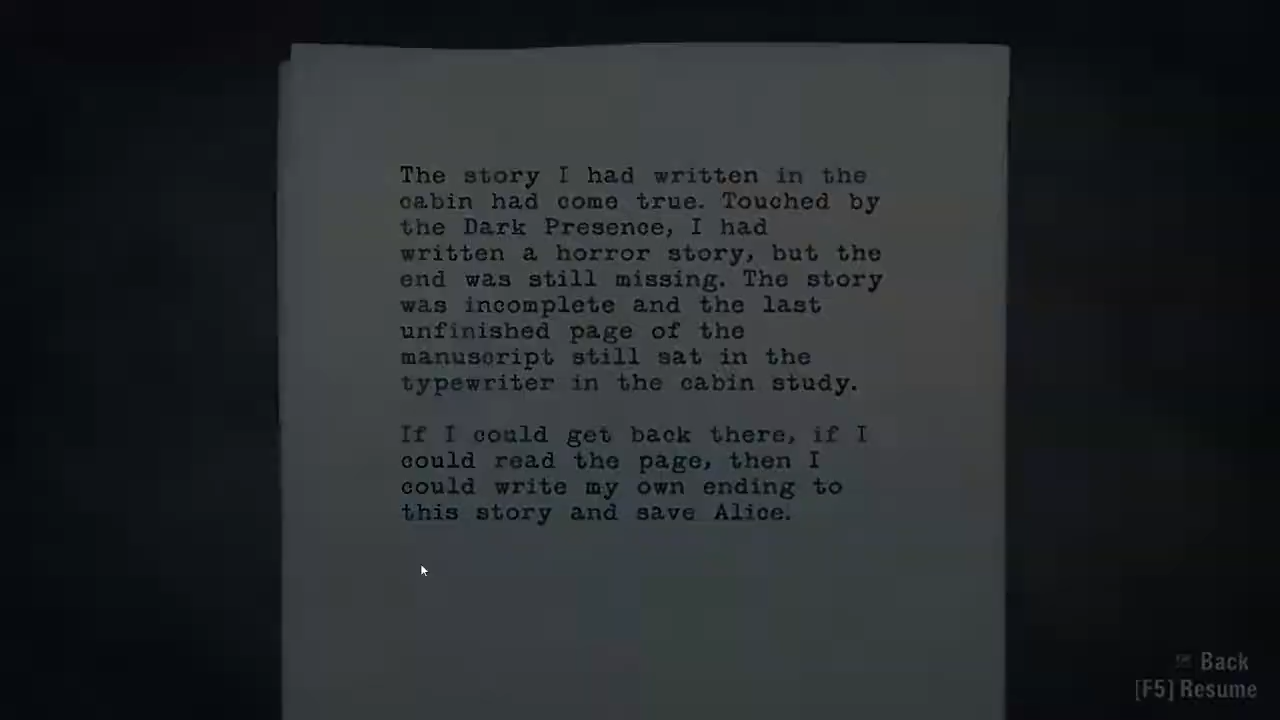 The story I had written in the
cabin had come true. Touched by
the Dark Presence, I had
written a horror story, but the
end was still missing. The story
was incomplete and the last
unfinished page of the
manuscript still sat in the
typewriter in the cabin study.
If I could get back there, if I
could read the page, then I
could write my own ending to
this story and save Alice.
Back
[F5] Resume